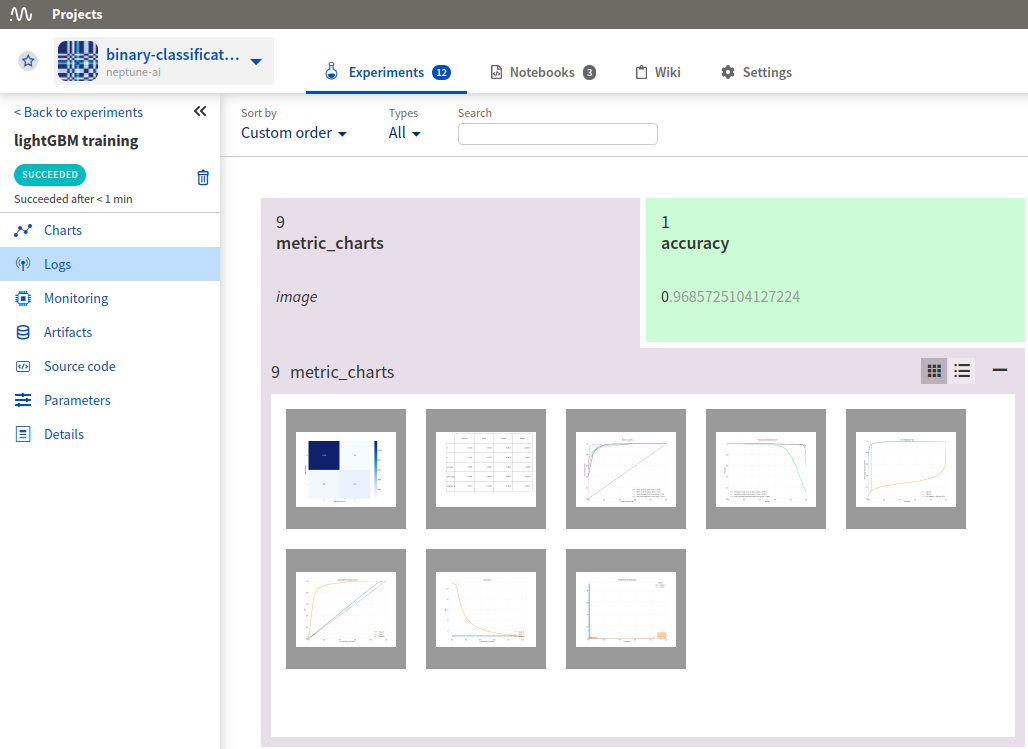 Projects
binary-classificat...
neptune-ai
Experiments 12
Notebooks 3
Wiki
Settings
< Back to experiments
lightGBM training
SUCCEEDED
Succeeded after < 1 min
Charts
Logs
Monitoring
Artifacts
Source code
Parameters
Details
Sort by
Custom order
Types
All
Search
9
metric_charts
image
1
accuracy
0.9685725104127224
9 metric_charts